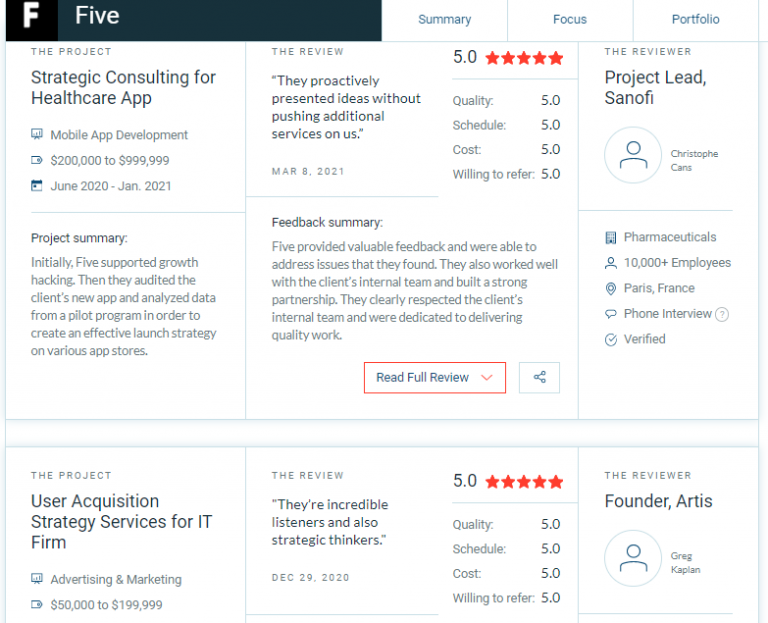 F
Five
Summary
Focus
Portfolio
THE PROJECT
Strategic Consulting for
Healthcare App
Mobile App Development
$200,000 to $999,999
June 2020 - Jan. 2021
Project summary:
Initially, Five supported growth
hacking. Then they audited the
client's new app and analyzed data
from a pilot program in order to
create an effective launch strategy
on various app stores.
THE REVIEW
"They proactively
presented ideas without
pushing additional
services on us."
MAR 8, 2021
5.0
Quality: 5.0
Schedule: 5.0
Cost: 5.0
Willing to refer: 5.0
Feedback summary:
Five provided valuable feedback and were able to
address issues that they found. They also worked well
with the client's internal team and built a strong
partnership. They clearly respected the client's
internal team and were dedicated to delivering
quality work.
Read Full Review
THE REVIEWER
Project Lead,
Sanofi
Christophe
Cans
Pharmaceuticals
10,000+ Employees
Paris, France
Phone Interview ?
Verified
THE PROJECT
User Acquisition
Strategy Services for IT
Firm
Advertising & Marketing
$50,000 to $199,999
THE REVIEW
"They're incredible
listeners and also
strategic thinkers."
DEC 29, 2020
5.0
Quality: 5.0
Schedule: 5.0
Cost: 5.0
Willing to refer: 5.0
THE REVIEWER
Founder, Artis
Greg
Kaplan